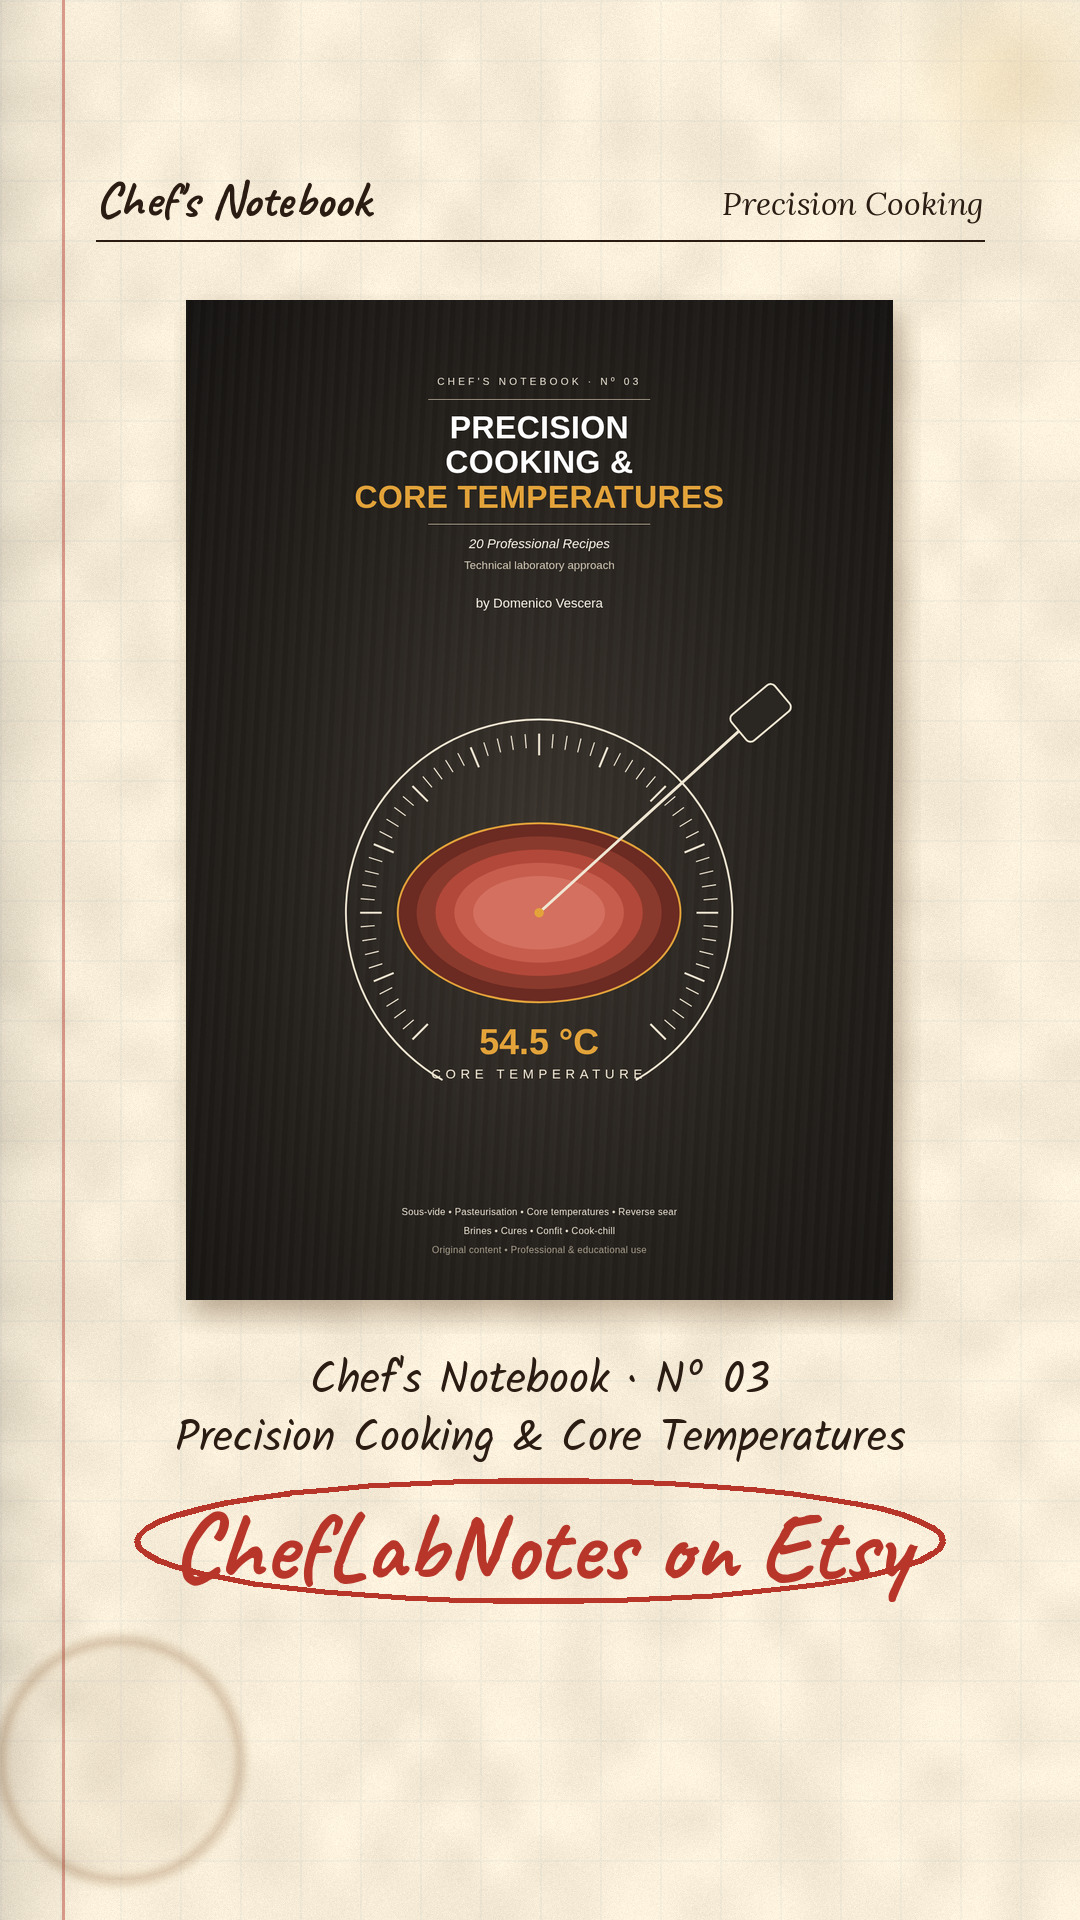 Chef's Notebook
Precision Cooking
CHEF'S NOTEBOOK · Nº 03
PRECISION
COOKING &
CORE TEMPERATURES
20 Professional Recipes
Technical laboratory approach
by Domenico Vescera
54.5 °C
CORE TEMPERATURE
Sous-vide • Pasteurisation • Core temperatures • Reverse sear
Brines • Cures • Confit • Cook-chill
Original content • Professional & educational use
Chef's Notebook · Nº 03
Precision Cooking & Core Temperatures
ChefLabNotes on Etsy